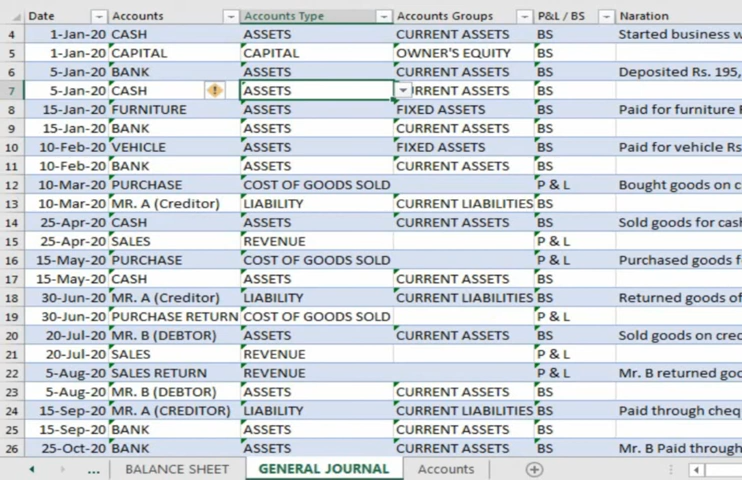 Date Accounts Accounts Type Accounts Groups P&L / BS Naration
4 1-Jan-20 CASH ASSETS CURRENT ASSETS BS Started business w
5 1-Jan-20 CAPITAL CAPITAL OWNER'S EQUITY BS
6 5-Jan-20 BANK ASSETS CURRENT ASSETS BS Deposited Rs. 195,
7 5-Jan-20 CASH ASSETS RRENT ASSETS BS
8 15-Jan-20 FURNITURE ASSETS FIXED ASSETS BS Paid for furniture
9 15-Jan-20 BANK ASSETS CURRENT ASSETS BS
10 10-Feb-20 VEHICLE ASSETS FIXED ASSETS BS Paid for vehicle Rs
11 10-Feb-20 BANK ASSETS CURRENT ASSETS BS
12 10-Mar-20 PURCHASE COST OF GOODS SOLD P & L Bought goods on c
13 10-Mar-20 MR. A (Creditor) LIABILITY CURRENT LIABILITIES BS
14 25-Apr-20 CASH ASSETS CURRENT ASSETS BS Sold goods for cash
15 25-Apr-20 SALES REVENUE P & L
16 15-May-20 PURCHASE COST OF GOODS SOLD P & L Purchased goods f
17 15-May-20 CASH ASSETS CURRENT ASSETS BS
18 30-Jun-20 MR. A (Creditor) LIABILITY CURRENT LIABILITIES BS Returned goods of
19 30-Jun-20 PURCHASE RETURN COST OF GOODS SOLD P & L
20 20-Jul-20 MR. B (DEBTOR) ASSETS CURRENT ASSETS BS Sold goods on cred
21 20-Jul-20 SALES REVENUE P & L
22 5-Aug-20 SALES RETURN REVENUE P & L Mr. B returned goo
23 5-Aug-20 MR. B (DEBTOR) ASSETS CURRENT ASSETS BS
24 15-Sep-20 MR. A (CREDITOR) LIABILITY CURRENT LIABILITIES BS Paid through cheq
25 15-Sep-20 BANK ASSETS CURRENT ASSETS BS
26 25-Oct-20 BANK ASSETS CURRENT ASSETS BS Mr. B Paid through
... BALANCE SHEET GENERAL JOURNAL Accounts